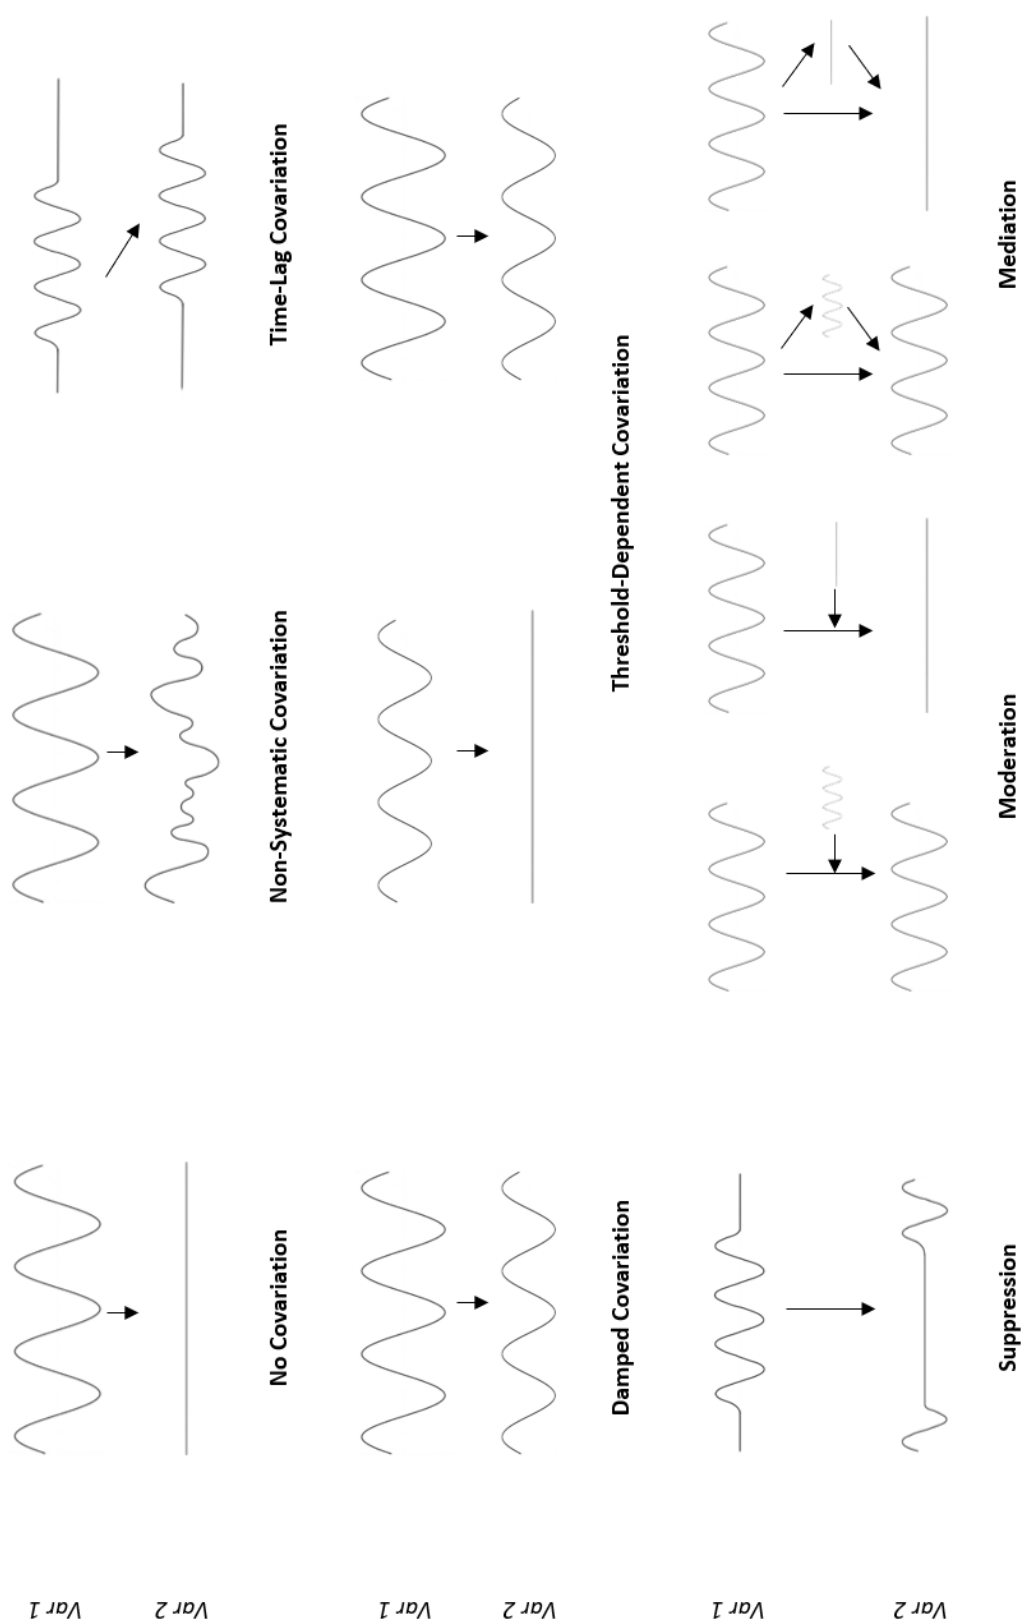 Var 1
Var 2
No Covariation
Non-Systematic Covariation
Time-Lag Covariation
Var 1
Var 2
Damped Covariation
Threshold-Dependent Covariation
Var 1
Var 2
Suppression
Moderation
Mediation